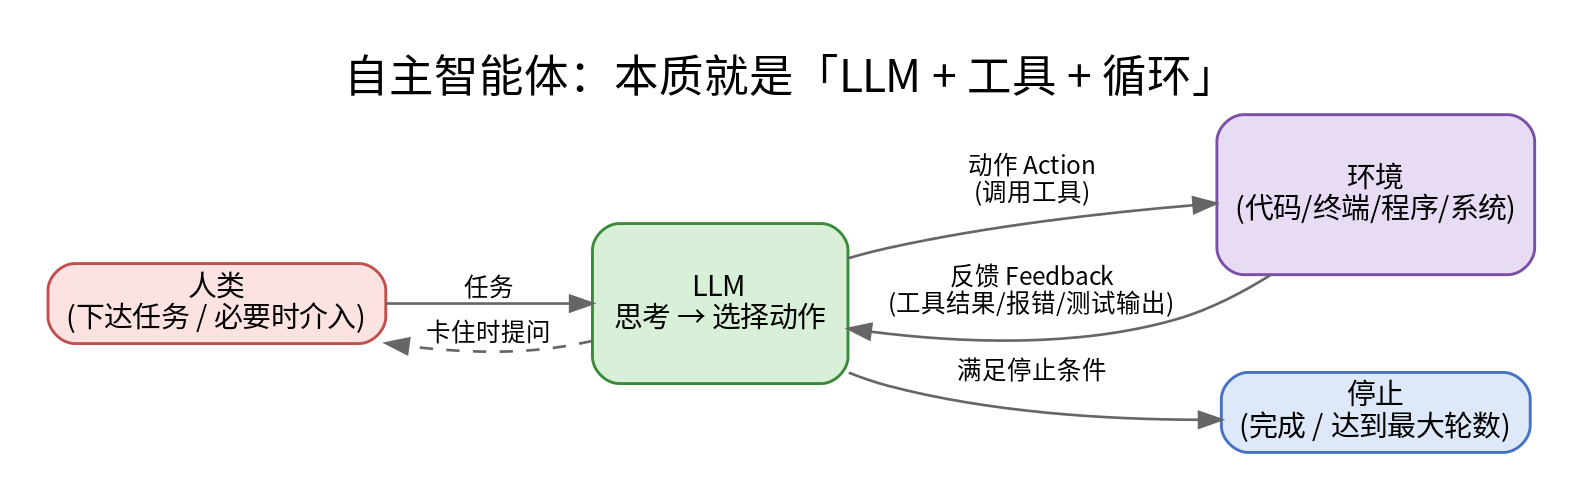 自主智能体：本质就是「LLM + 工具 + 循环」
人类
(下达任务 / 必要时介入)
任务
卡住时提问
LLM
思考 → 选择动作
动作 Action
(调用工具)
环境
(代码/终端/程序/系统)
反馈 Feedback
(工具结果/报错/测试输出)
满足停止条件
停止
(完成 / 达到最大轮数)